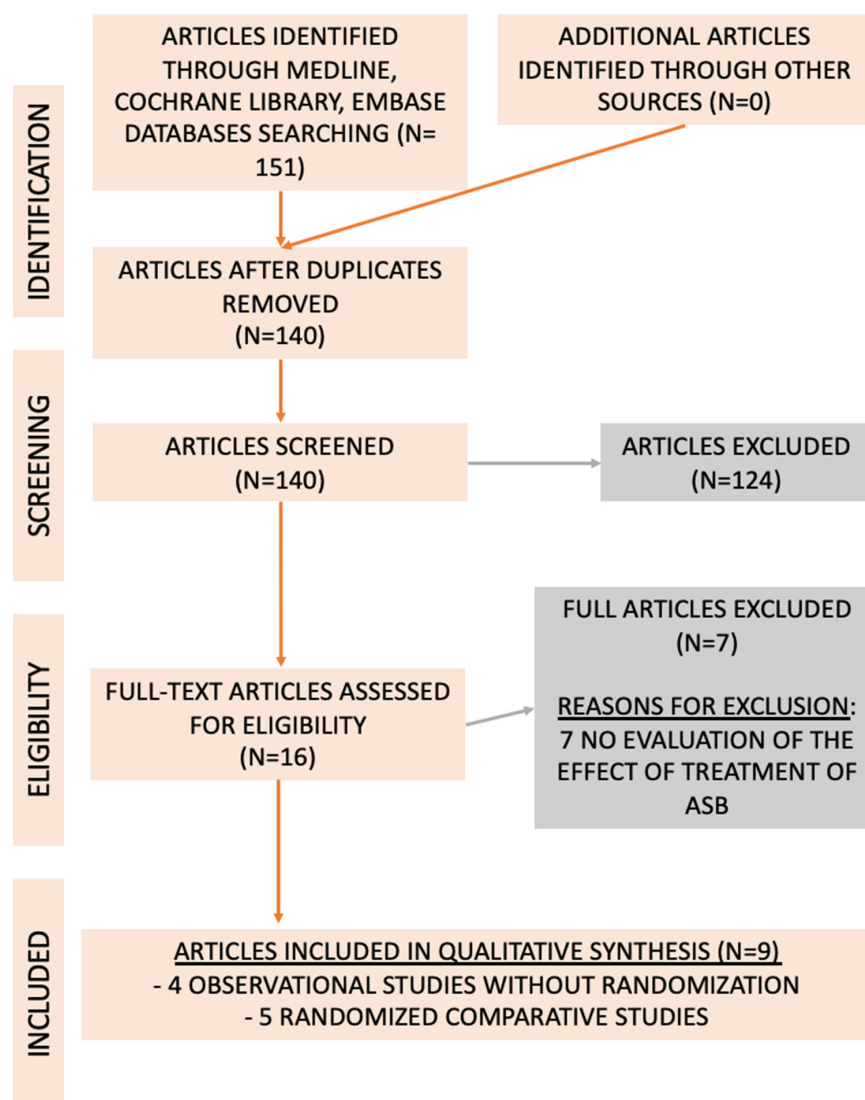 IDENTIFICATION
ARTICLES IDENTIFIED
THROUGH MEDLINE,
COCHRANE LIBRARY, EMBASE
DATABASES SEARCHING (N=
151)
ADDITIONAL ARTICLES
IDENTIFIED THROUGH OTHER
SOURCES (N=0)
ARTICLES AFTER DUPLICATES
REMOVED
(N=140)
SCREENING
ARTICLES SCREENED
(N=140)
ARTICLES EXCLUDED
(N=124)
ELIGIBILITY
FULL-TEXT ARTICLES ASSESSED
FOR ELIGIBILITY
(N=16)
FULL ARTICLES EXCLUDED
(N=7)
REASONS FOR EXCLUSION:
7 NO EVALUATION OF THE
EFFECT OF TREATMENT OF
ASB
INCLUDED
ARTICLES INCLUDED IN QUALITATIVE SYNTHESIS (N=9)
- 4 OBSERVATIONAL STUDIES WITHOUT RANDOMIZATION
- 5 RANDOMIZED COMPARATIVE STUDIES